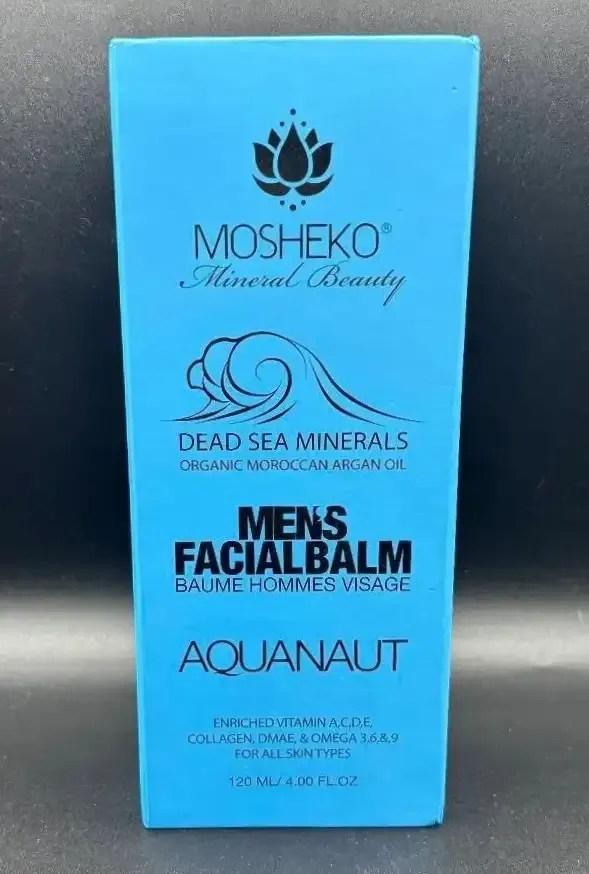 MOSHEKO®
Mineral Beauty
DEAD SEA MINERALS
ORGANIC MOROCCAN ARGAN OIL
MEN'S
FACIALBALM
BAUME HOMMES VISAGE
AQUANAUT
ENRICHED VITAMIN A,C,D,E,
COLLAGEN, DMAE, & OMEGA 3,6,&,9
FOR ALL SKIN TYPES
120 ML/ 4.00 FL.OZ